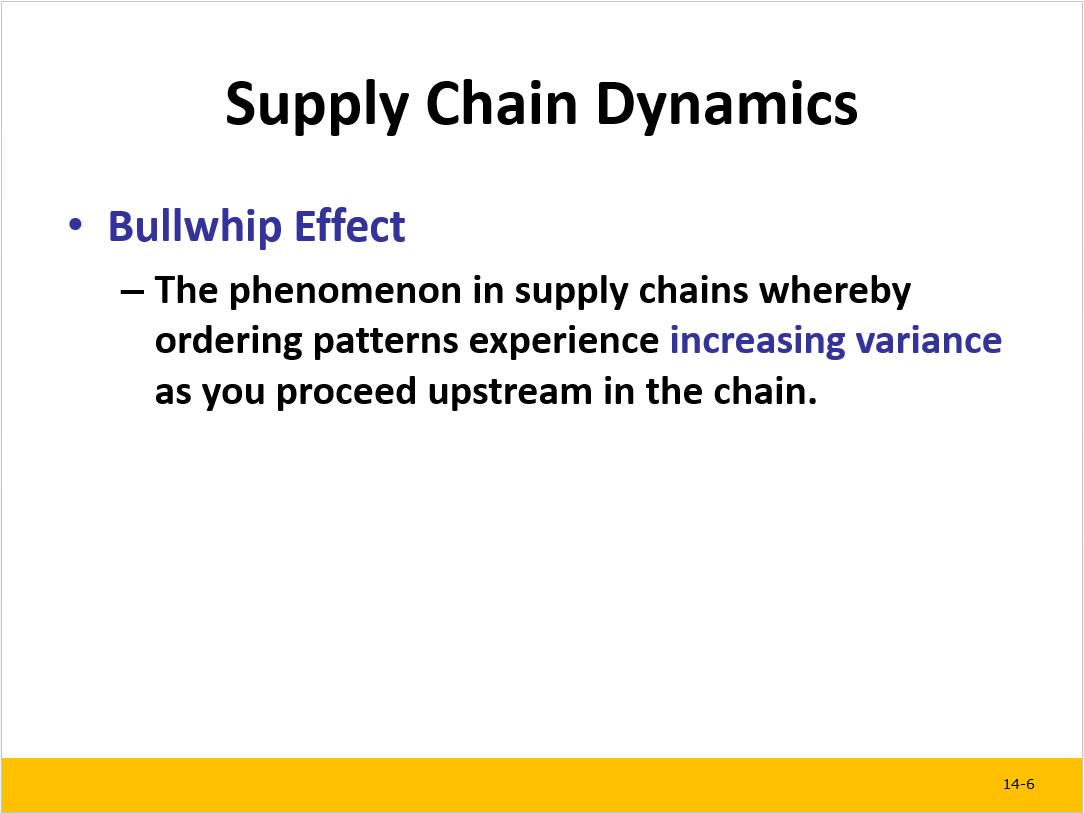 Supply Chain Dynamics
• Bullwhip Effect
– The phenomenon in supply chains whereby
ordering patterns experience increasing variance
as you proceed upstream in the chain.
14-6